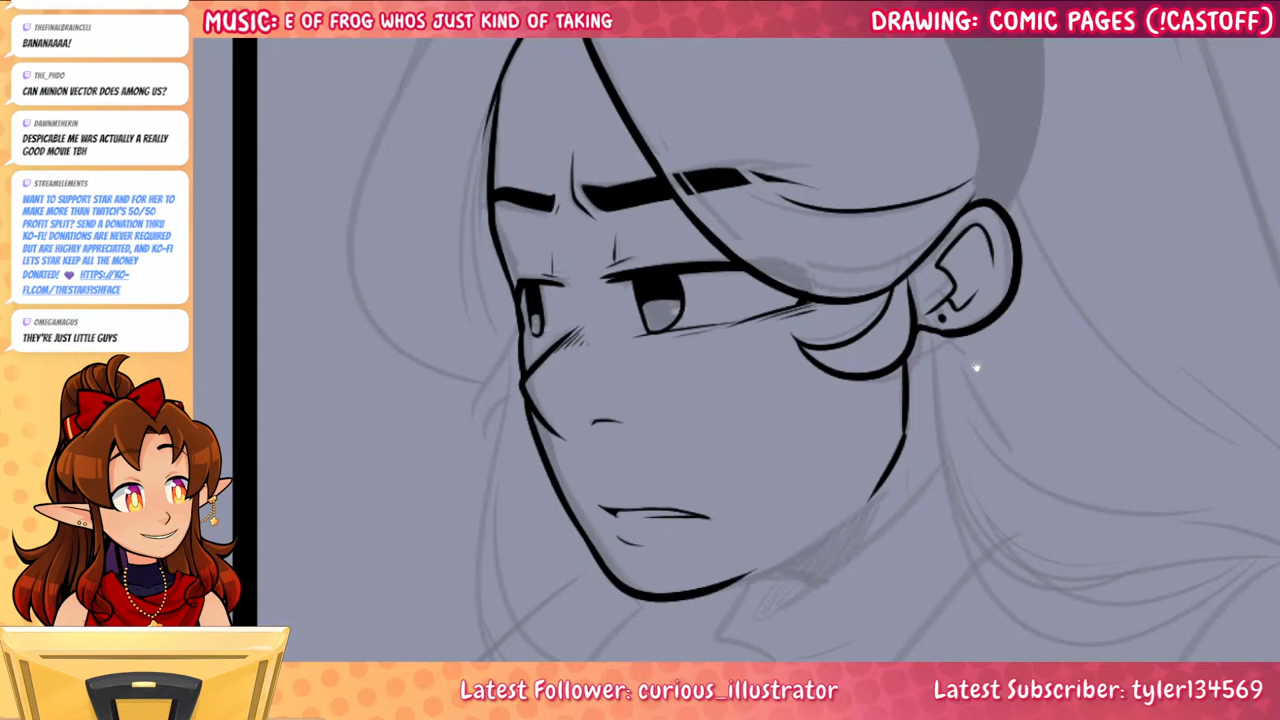 MUSIC: E OF FROG WHOS JUST KIND OF TAKING
DRAWING: COMIC PAGES (!CASTOFF)
THEFINALBRAINCELL
BANANAAAA!
THE_PHDO
CAN MINION VECTOR DOES AMONG US?
DAWNMTHERIN
DESPICABLE ME WAS ACTUALLY A REALLY
GOOD MOVIE TBH
STREAMELEMENTS
WANT TO SUPPORT STAR AND FOR HER TO
MAKE MORE THAN TWITCH'S 50/50
PROFIT SPLIT? SEND A DONATION THRU
KO-FI! DONATIONS ARE NEVER REQUIRED
BUT ARE HIGHLY APPRECIATED, AND KO-FI
LETS STAR KEEP ALL THE MONEY
DONATED! 💜 HTTPS://KO-
FI.COM/THESTARFISHFACE
OMEGAMAGUS
THEY'RE JUST LITTLE GUYS
Latest Follower: curious_illustrator
Latest Subscriber: tyler134569